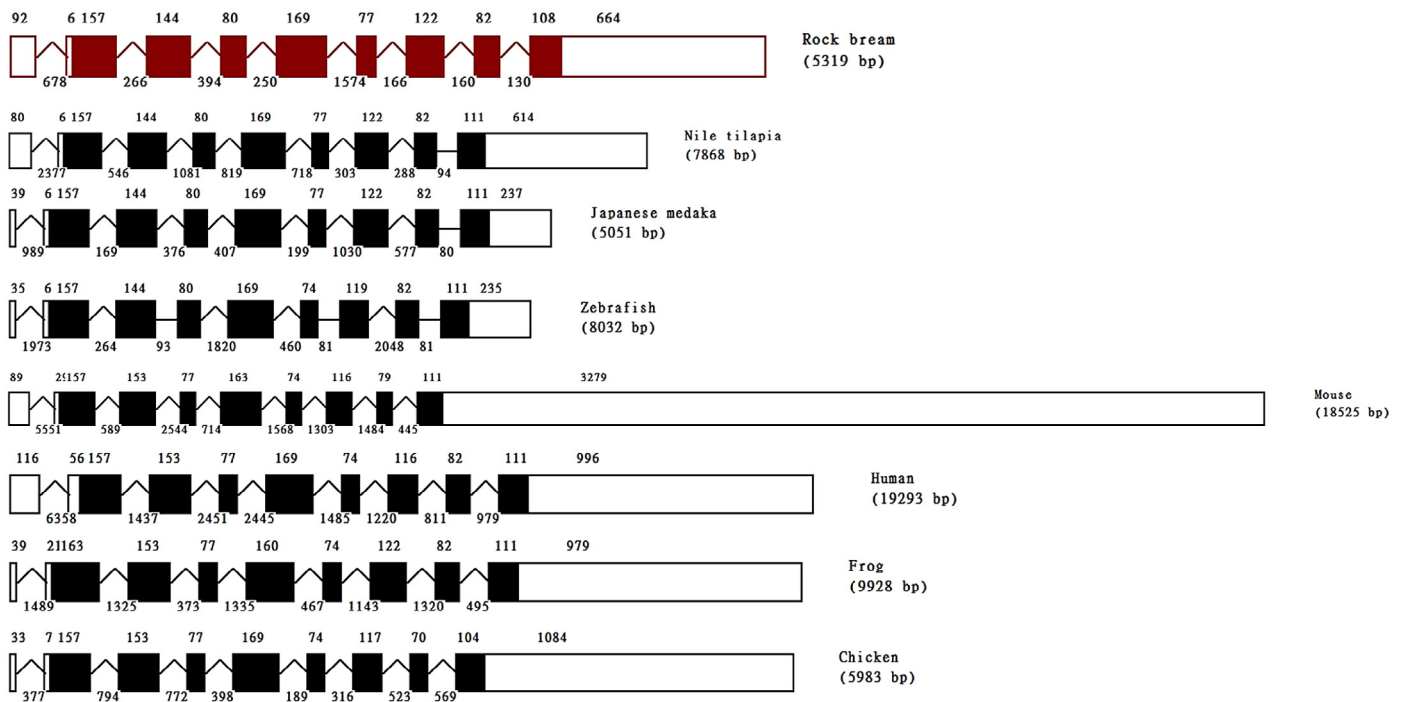 92 6 157 144 80 169 77 122 82 108 664
Rock bream
(5319 bp)
678 266 394 250 1574 166 160 130
80 6 157 144 80 169 77 122 82 111 614
Nile tilapia
(7868 bp)
2377 546 1081 819 718 303 288 94
39 6 157 144 80 169 77 122 82 111 237
Japanese medaka
(5051 bp)
989 169 376 407 199 1030 577 80
35 6 157 144 80 169 74 119 82 111 235
Zebrafish
(8032 bp)
1973 264 93 1820 460 81 2048 81
89 157 153 77 163 74 116 79 111 3279
Mouse
(18525 bp)
5551 589 2544 714 1568 1303 1484 445
116 56 157 153 77 169 74 116 82 111 996
Human
(19293 bp)
6358 1437 2451 2445 1485 1220 811 979
39 21 163 153 77 160 74 122 82 111 979
Frog
(9928 bp)
1489 1325 373 1335 467 1143 1320 495
33 7 157 153 77 169 74 117 70 104 1084
Chicken
(5983 bp)
377 794 772 398 189 316 523 569